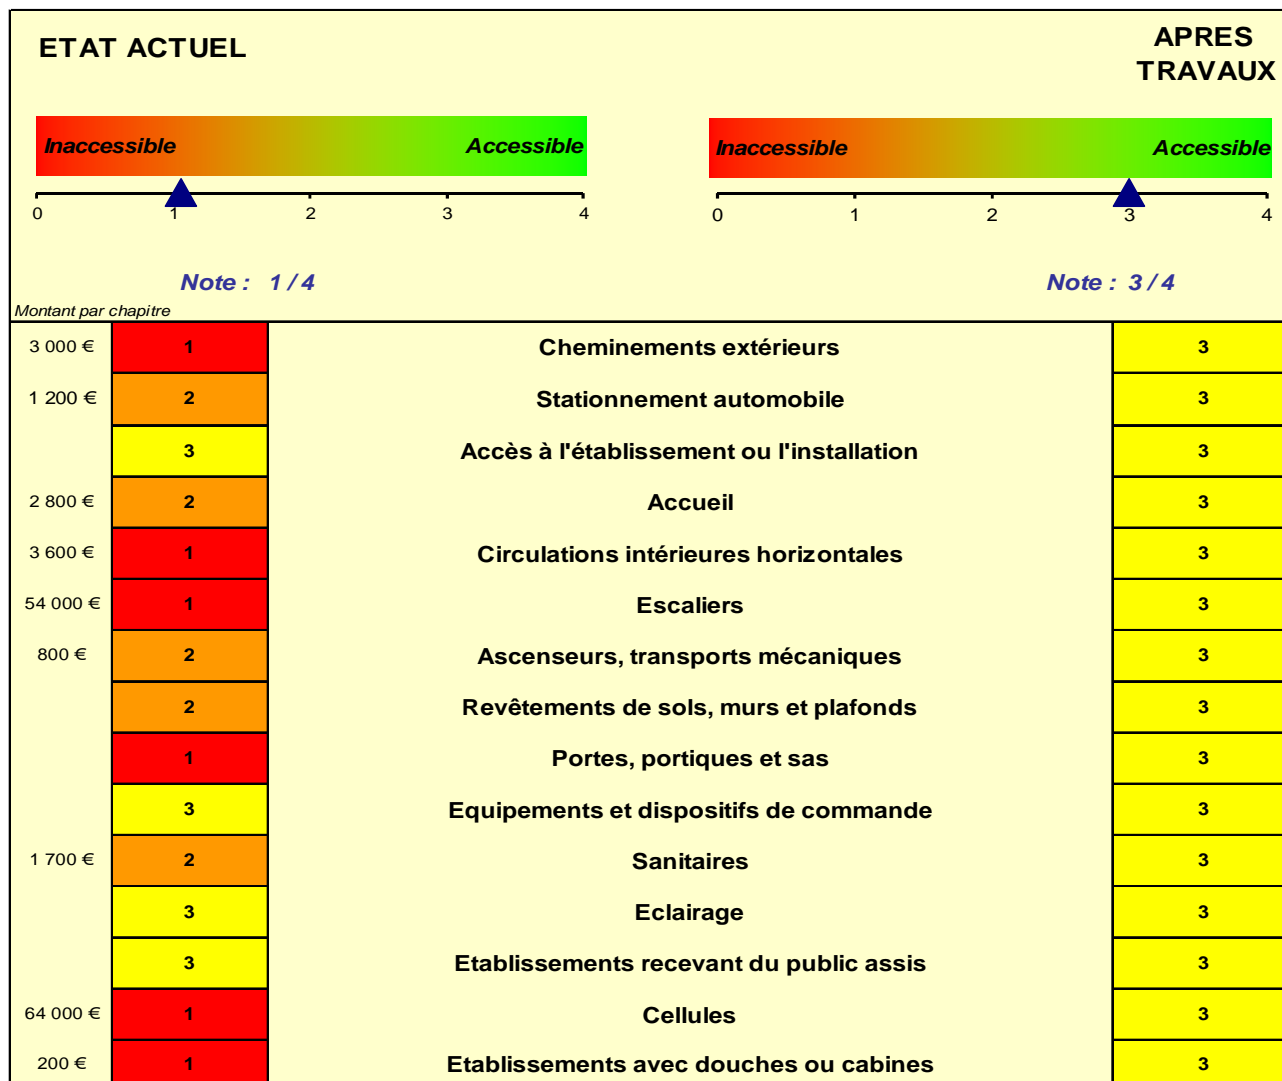 ETAT ACTUEL
APRES
TRAVAUX
Inaccessible Accessible
Inaccessible Accessible
0 1 2 3 4
0 1 2 3 4
Note : 1 / 4
Note : 3 / 4
Montant par chapitre
3 000 € 1 Cheminements extérieurs 3
1 200 € 2 Stationnement automobile 3
3 Accès à l'établissement ou l'installation 3
2 800 € 2 Accueil 3
3 600 € 1 Circulations intérieures horizontales 3
54 000 € 1 Escaliers 3
800 € 2 Ascenseurs, transports mécaniques 3
2 Revêtements de sols, murs et plafonds 3
1 Portes, portiques et sas 3
3 Equipements et dispositifs de commande 3
1 700 € 2 Sanitaires 3
3 Eclairage 3
3 Etablissements recevant du public assis 3
64 000 € 1 Cellules 3
200 € 1 Etablissements avec douches ou cabines 3